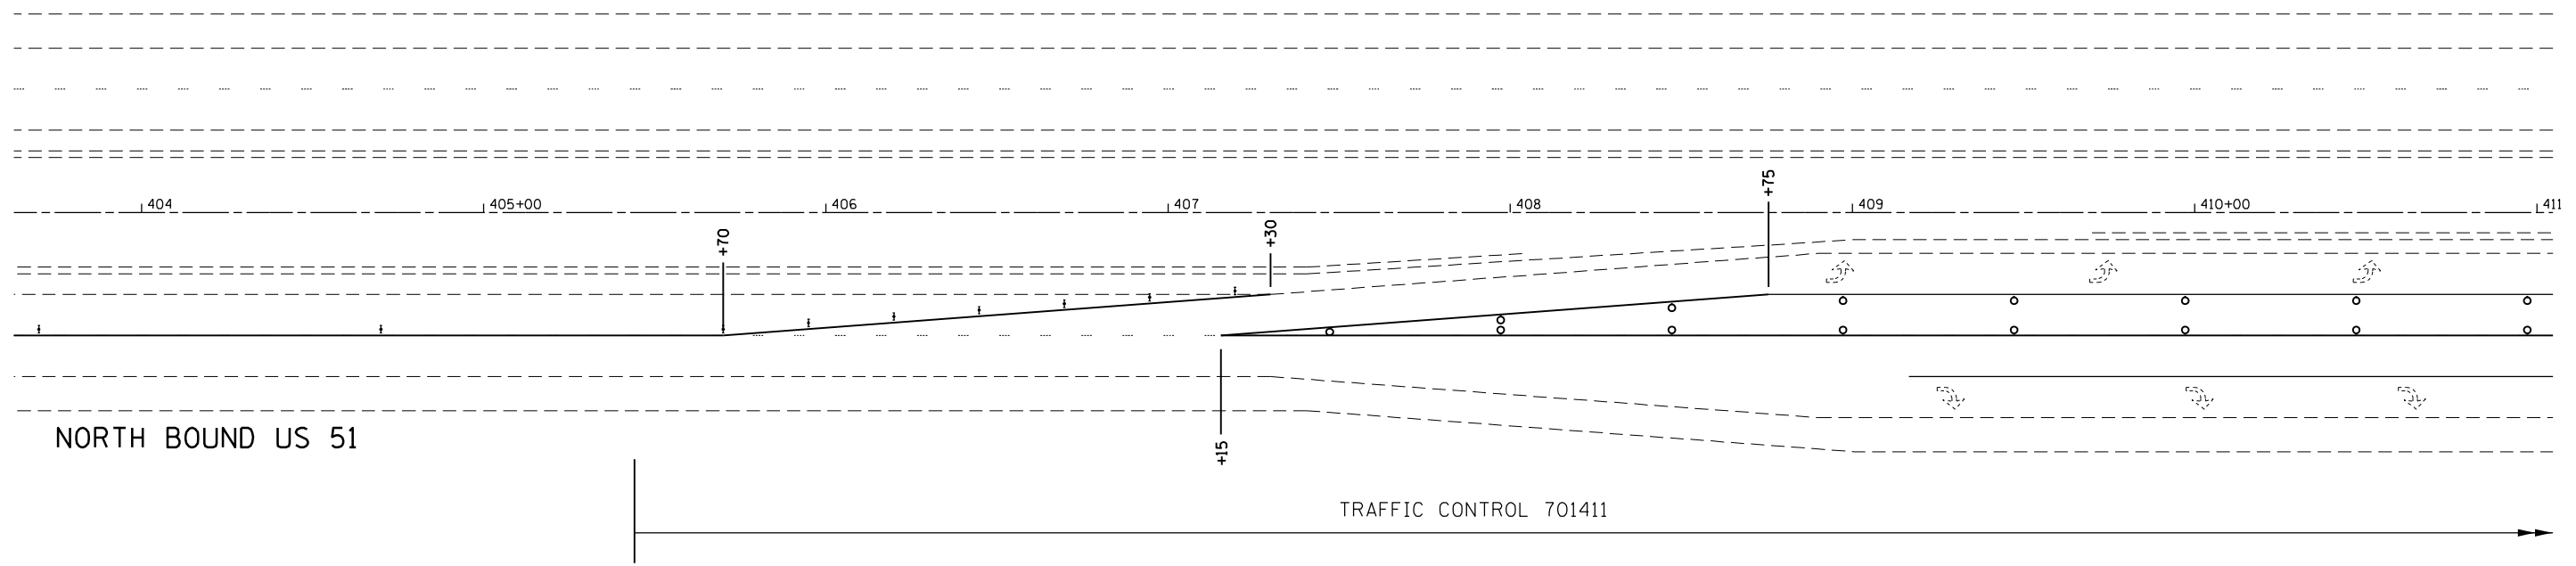 +75
404 405+00 406 407 408 409 410+00 411
+70 +30
NORTH BOUND US 51
+15
TRAFFIC CONTROL 701411